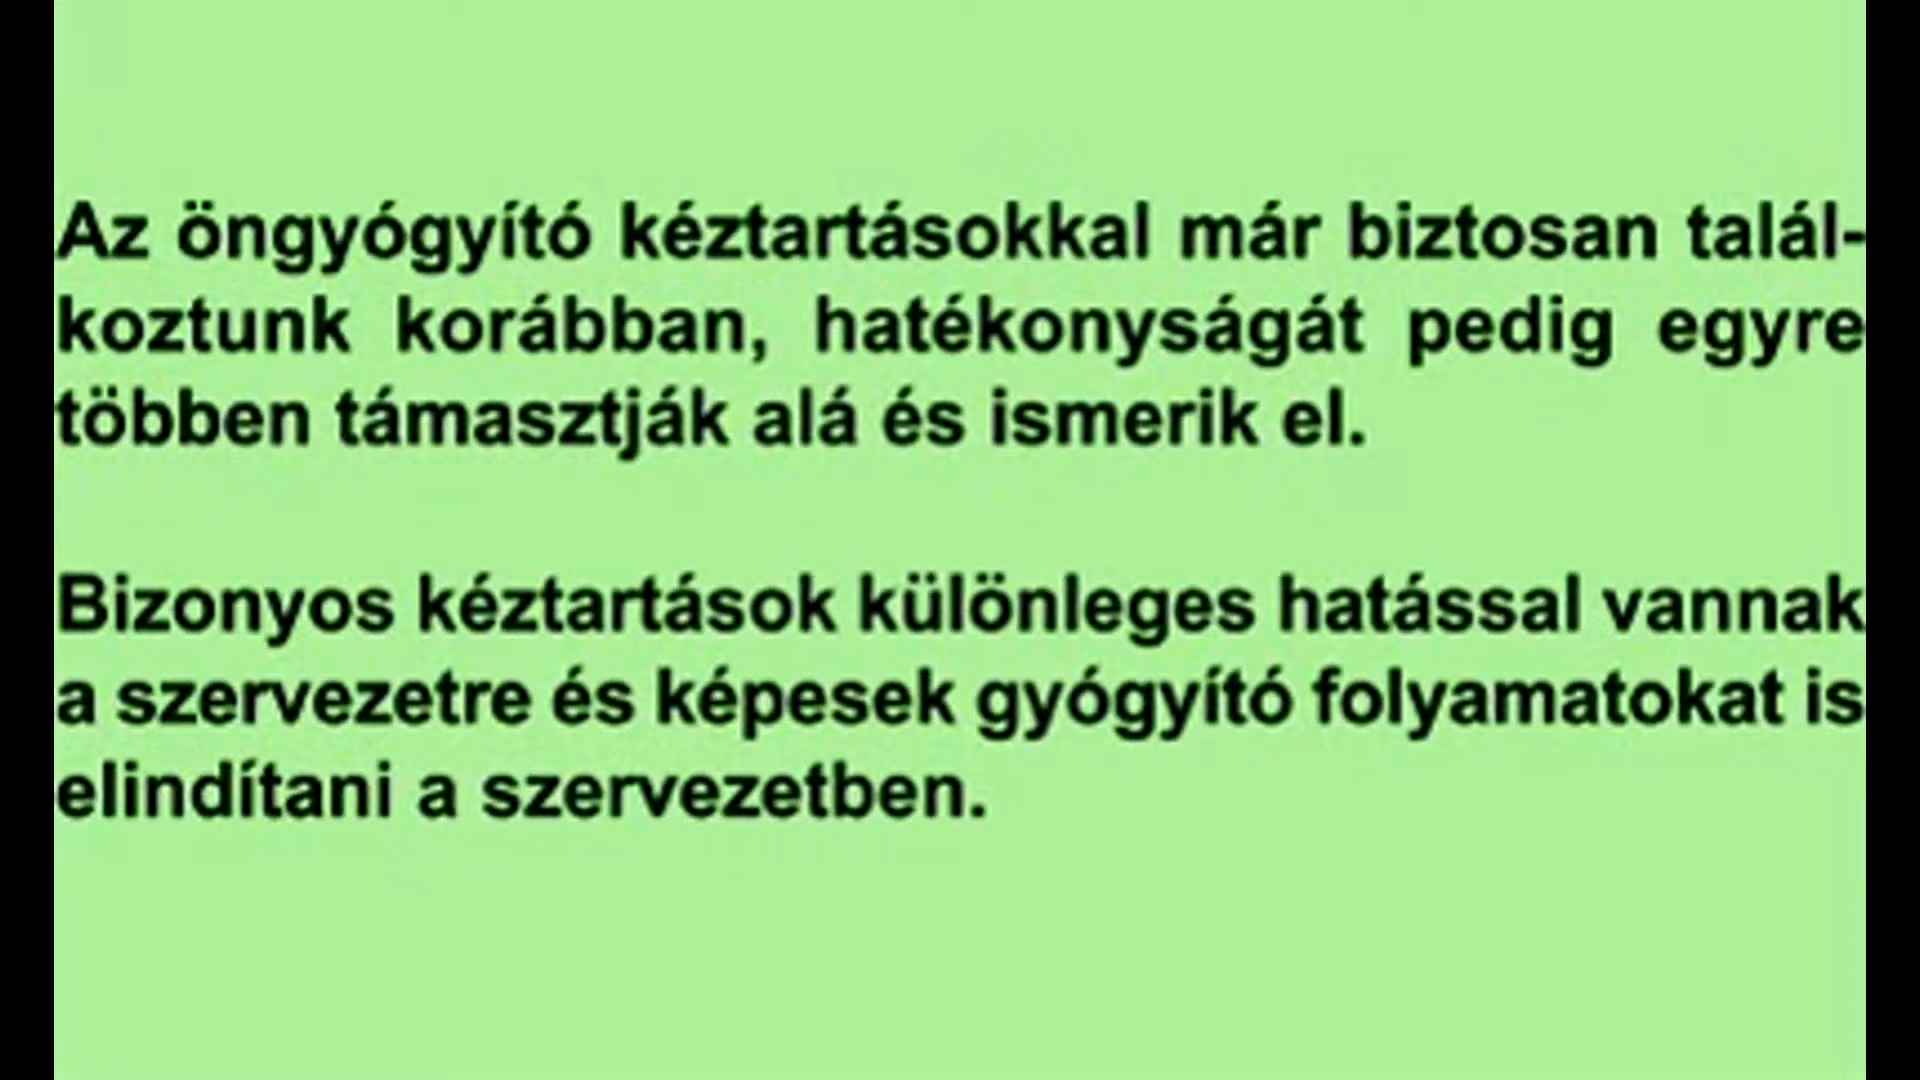 Az öngyógyító kéztartásokkal már biztosan talál-
koztunk korábban, hatékonyságát pedig egyre
többen támasztják alá és ismerik el.
Bizonyos kéztartások különleges hatással vannak
a szervezetre és képesek gyógyító folyamatokat is
elindítani a szervezetben.